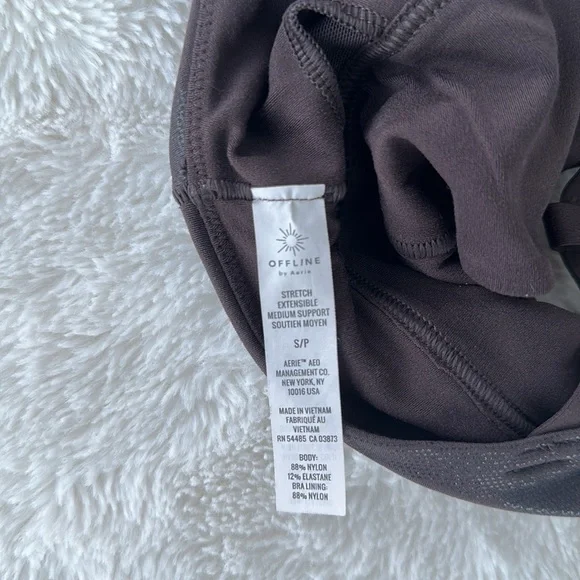 OFFLINE
by Aerie
STRETCH
EXTENSIBLE
MEDIUM SUPPORT
SOUTIEN MOYEN
S/P
AERIE™ AEO
MANAGEMENT CO.
NEW YORK, NY
10016 USA
MADE IN VIETNAM
FABRIQUÉ AU
VIETNAM
RN 54485 CA 03873
BODY:
88% NYLON
12% ELASTANE
BRA LINING:
88% NYLON